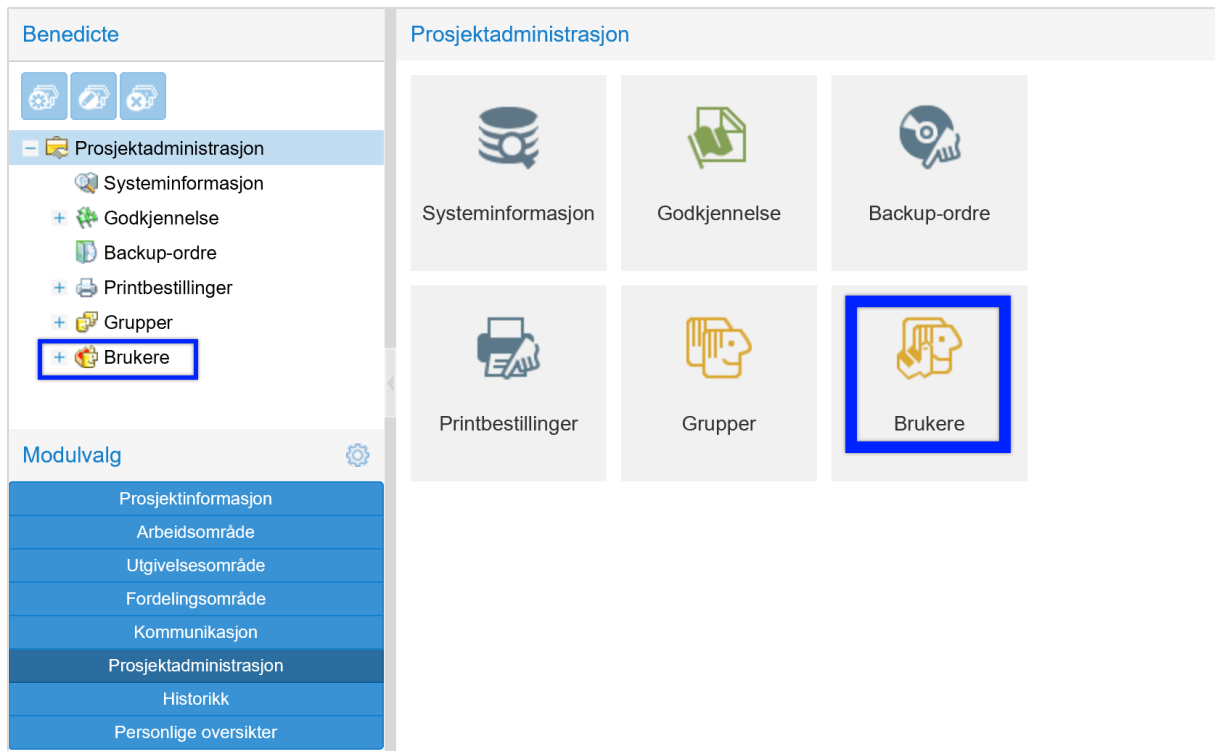 Benedicte
Prosjektadministrasjon
Systeminformasjon
Godkjennelse
Backup-ordre
Printbestillinger
Grupper
Brukere
Modulvalg
Prosjektinformasjon
Arbeidsområde
Utgivelsesområde
Fordelingsområde
Kommunikasjon
Prosjektadministrasjon
Historikk
Personlige oversikter
Prosjektadministrasjon
Systeminformasjon
Godkjennelse
Backup-ordre
Printbestillinger
Grupper
Brukere